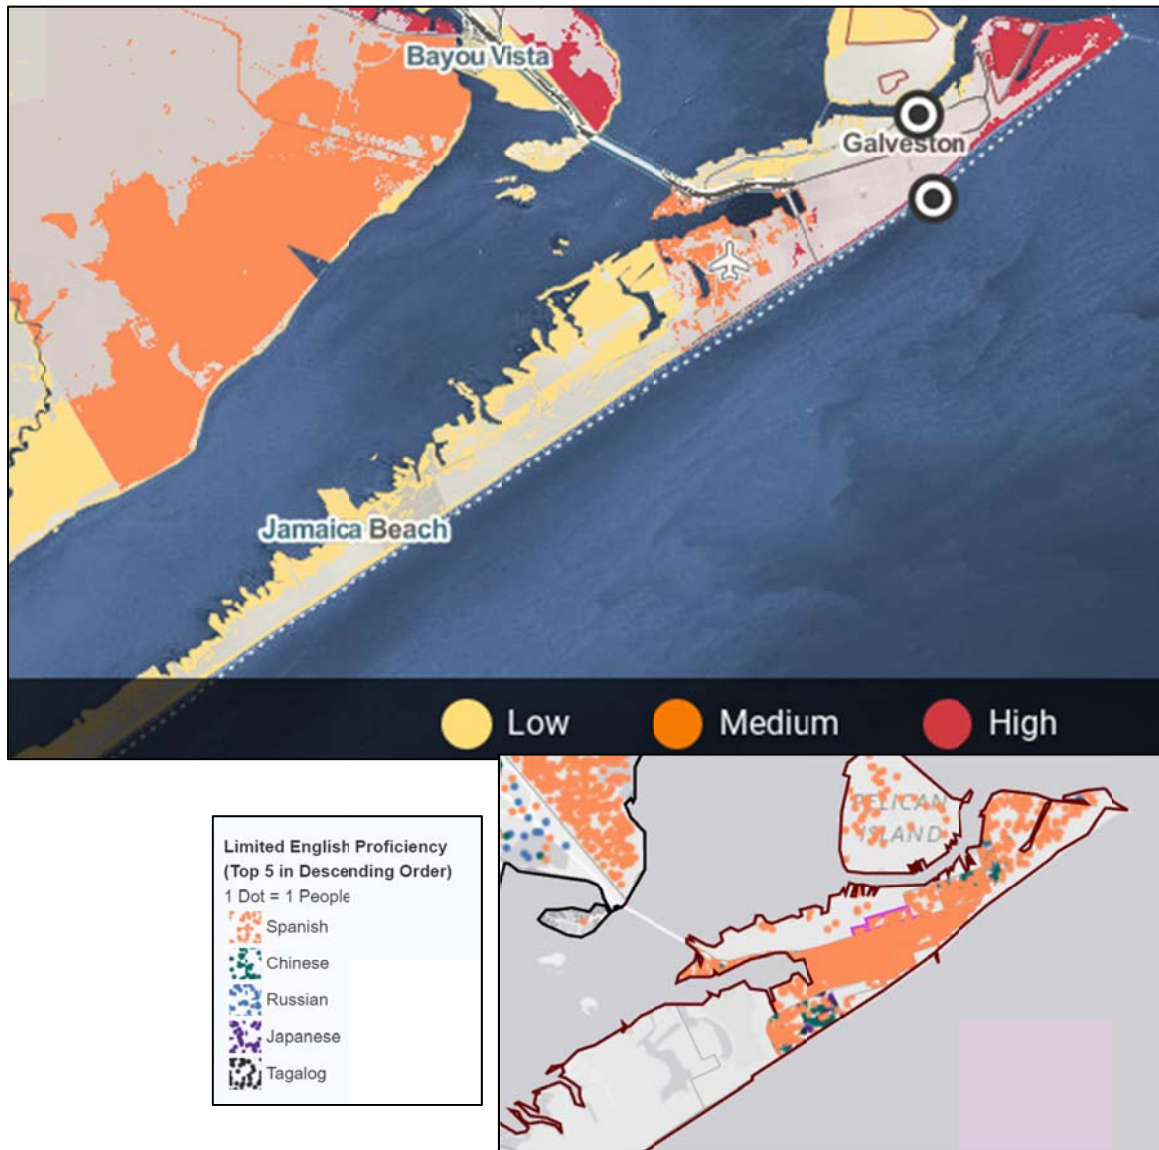 Bayou Vista
Galveston
Jamaica Beach
Low
Medium
High
Limited English Proficiency
(Top 5 in Descending Order)
1 Dot = 1 People
Spanish
Chinese
Russian
Japanese
Tagalog
PELICAN
ISLAND